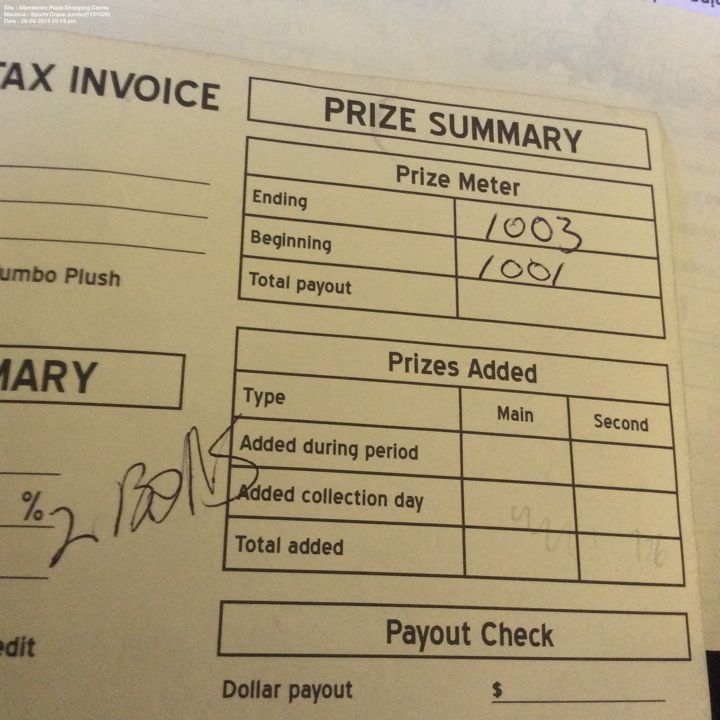 Site : Allenstown Plaza Shopping Centre
Machine : Sports Crane Jumbo(1101528)
Date : 28-09-2014 02:19 pm
TAX INVOICE
umbo Plush
MARY
%
2
edit
PRIZE SUMMARY
Prize Meter
Ending 1003
Beginning 1001
Total payout
Prizes Added
Type Main Second
Added during period
Added collection day
Total added
Payout Check
Dollar payout $